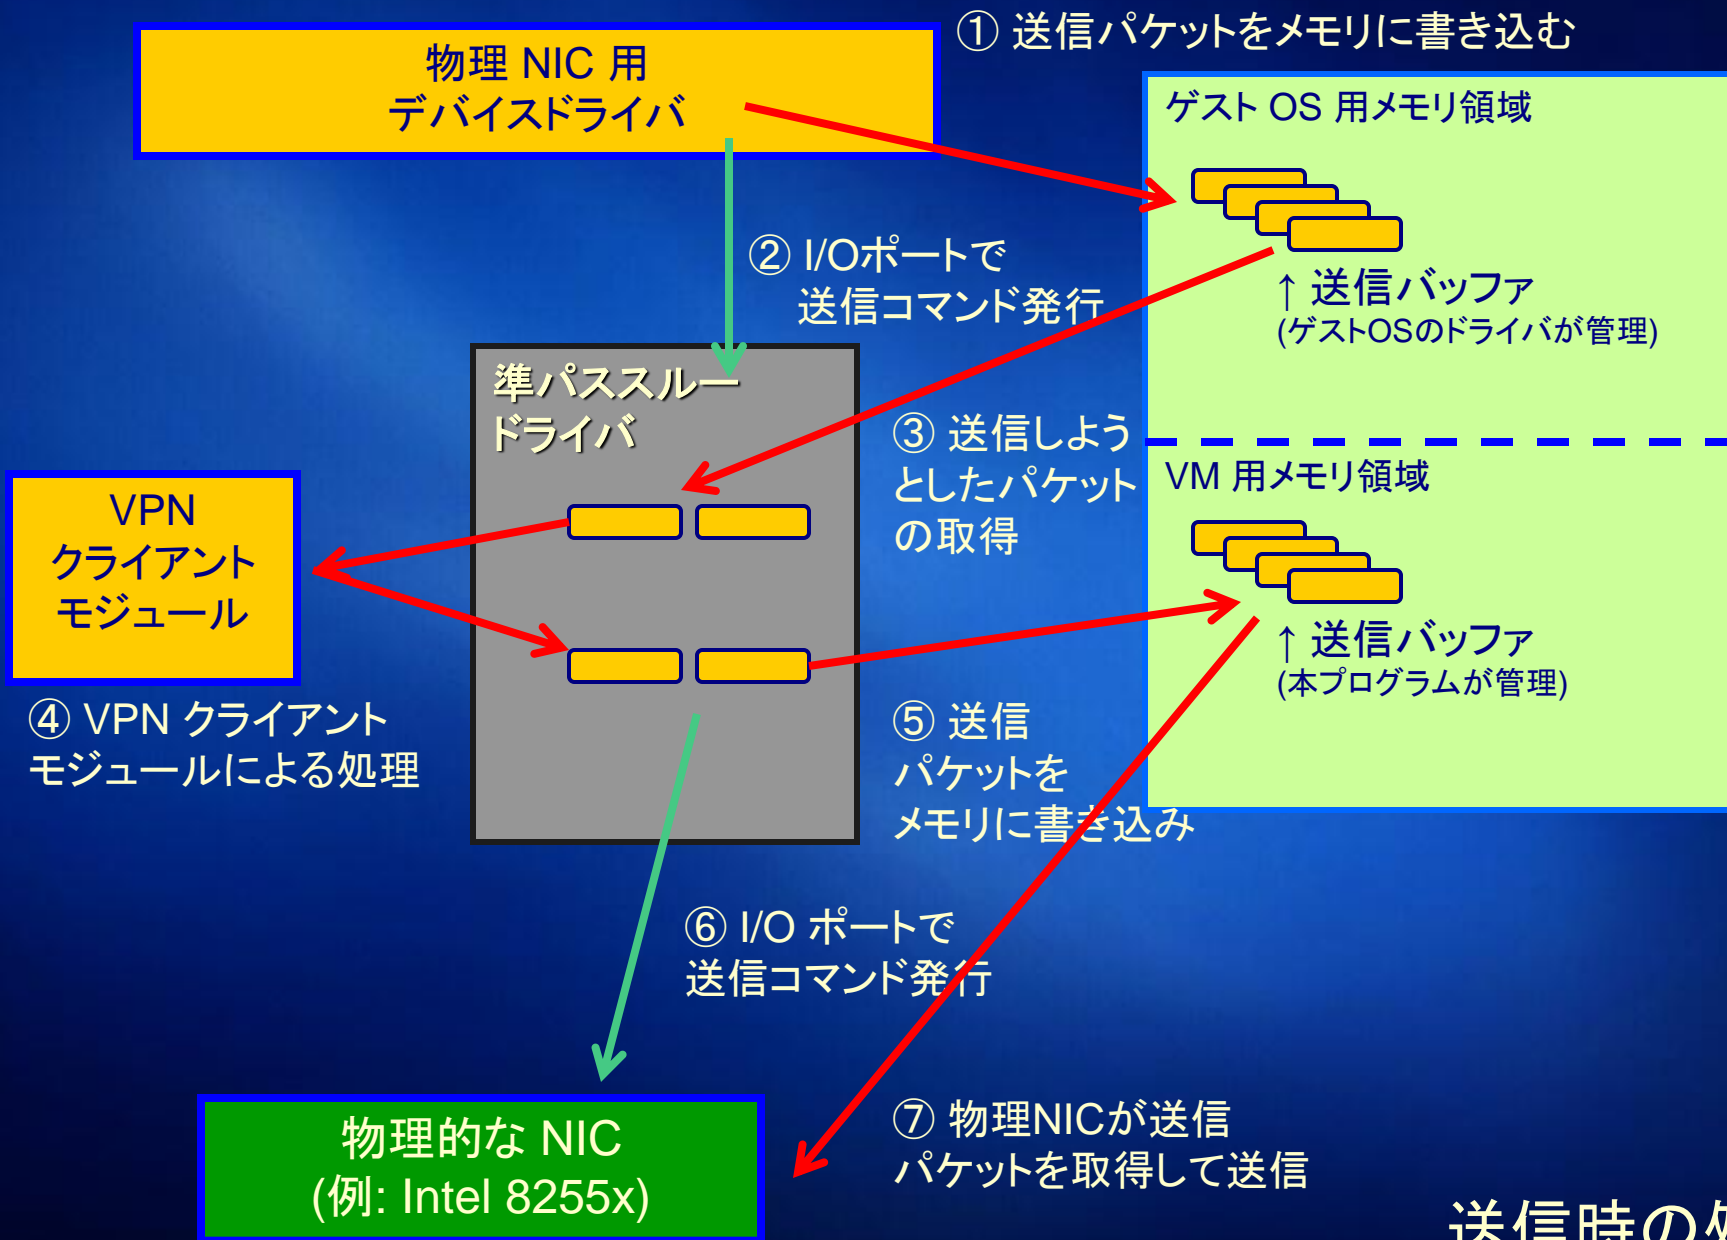 ① 送信パケットをメモリに書き込む
物理 NIC 用
デバイスドライバ
ゲスト OS 用メモリ領域
② I/Oポートで
送信コマンド発行
↑ 送信バッファ
(ゲストOSのドライバが管理)
準パススルー
ドライバ
③ 送信しよう
としたパケット
の取得
VM 用メモリ領域
VPN
クライアント
モジュール
↑ 送信バッファ
(本プログラムが管理)
④ VPN クライアント
モジュールによる処理
⑤ 送信
パケットを
メモリに書き込み
⑥ I/O ポートで
送信コマンド発行
⑦ 物理NICが送信
パケットを取得して送信
物理的な NIC
(例: Intel 8255x)
送信時の